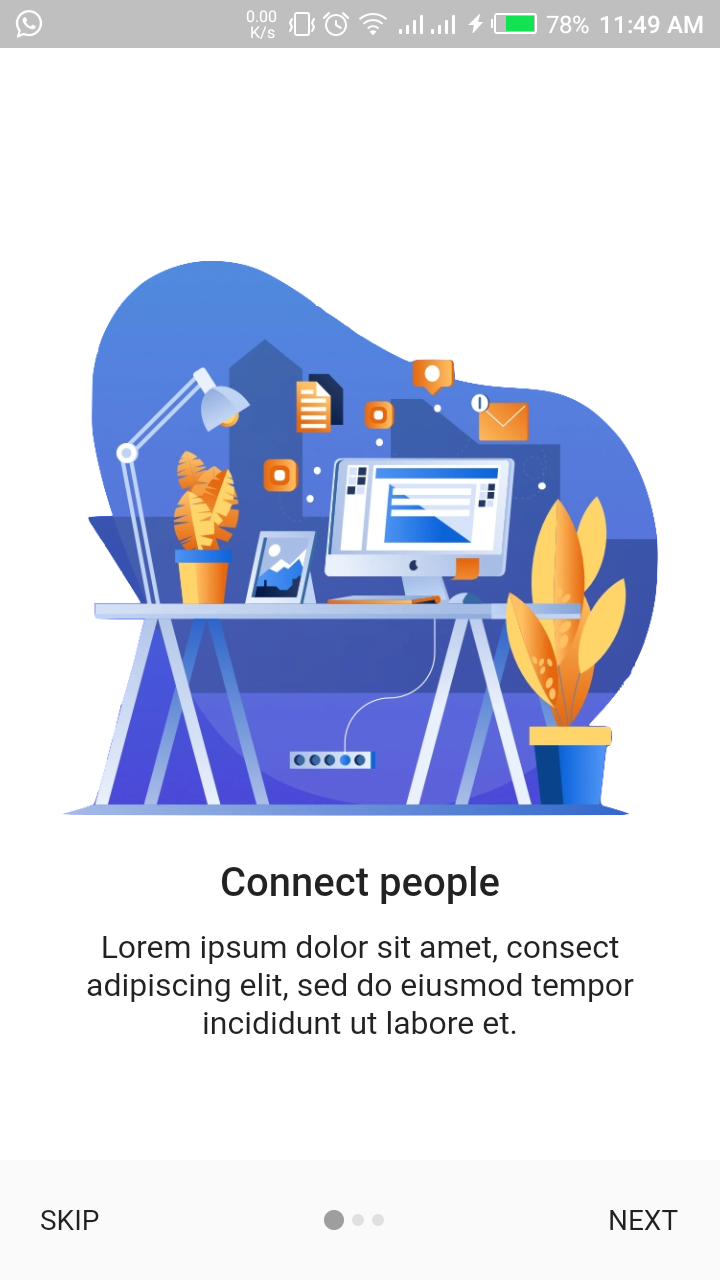 0.00
K/s
78%
11:49 AM
Connect people
Lorem ipsum dolor sit amet, consect
adipiscing elit, sed do eiusmod tempor
incididunt ut labore et.
SKIP
NEXT